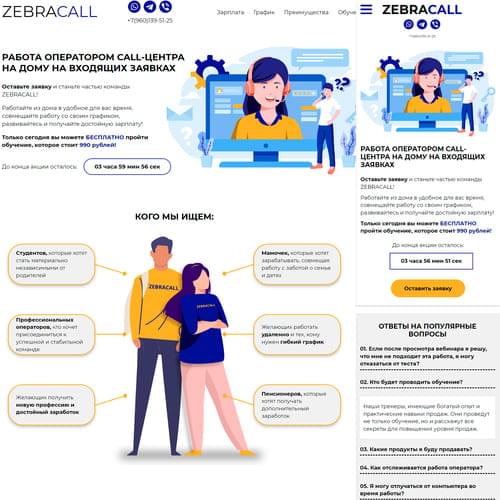 ZEBRACALL
+7(960)139-51-25
Зарплата
График
Преимущества
Обуче
РАБОТА ОПЕРАТОРОМ CALL-ЦЕНТРА
НА ДОМУ НА ВХОДЯЩИХ ЗАЯВКАХ
Оставьте заявку и станьте частью команды
ZEBRACALL!
Работайте из дома в удобное для вас время,
совмещайте работу со своим графиком,
развивайтесь и получайте достойную зарплату!
Только сегодня вы можете БЕСПЛАТНО пройти
обучение, которое стоит 990 рублей!
До конца акции осталось:
03 часа 59 мин 56 сек
КОГО МЫ ИЩЕМ:
Студентов, которые хотят
стать материально
независимыми от
родителей
Мамочек, которые хотят
зарабатывать, совмещая
работу с заботой о семье
и детях
Профессиональных
операторов, кто хочет
присоединиться к
успешной и стабильной
команде
Желающих работать
удаленно и тех, кому
нужен гибкий график
Желающих получить
новую профессию и
достойный заработок
Пенсионеров, которые
хотят получать
дополнительный
заработок
ZEBRACALL
ZEBRACALL
ZEBRACALL
РАБОТА ОПЕРАТОРОМ CALL-
ЦЕНТРА НА ДОМУ НА ВХОДЯЩИХ
ЗАЯВКАХ
Оставьте заявку и станьте частью команды
ZEBRACALL!
Работайте из дома в удобное для вас время,
совмещайте работу со своим графиком,
развивайтесь и получайте достойную зарплату!
Только сегодня вы можете БЕСПЛАТНО пройти
обучение, которое стоит 990 рублей!
До конца акции осталось:
03 часа 56 мин 51 сек
Оставить заявку
ОТВЕТЫ НА ПОПУЛЯРНЫЕ
ВОПРОСЫ
01. Если после просмотра вебинара я решу,
что мне не подходит эта работа, я могу
отказаться от теста?
02. Кто будет проводить обучение?
Наши тренеры, имеющие богатый опыт и
практические навыки продаж. Они проводят
не только обучение, но и расскажут все
секреты для повышения уровня продаж.
03. Какие продукты я буду продавать?
04. Как отслеживается работа оператора?
05. Я могу отлучаться от компьютера во
время работы?